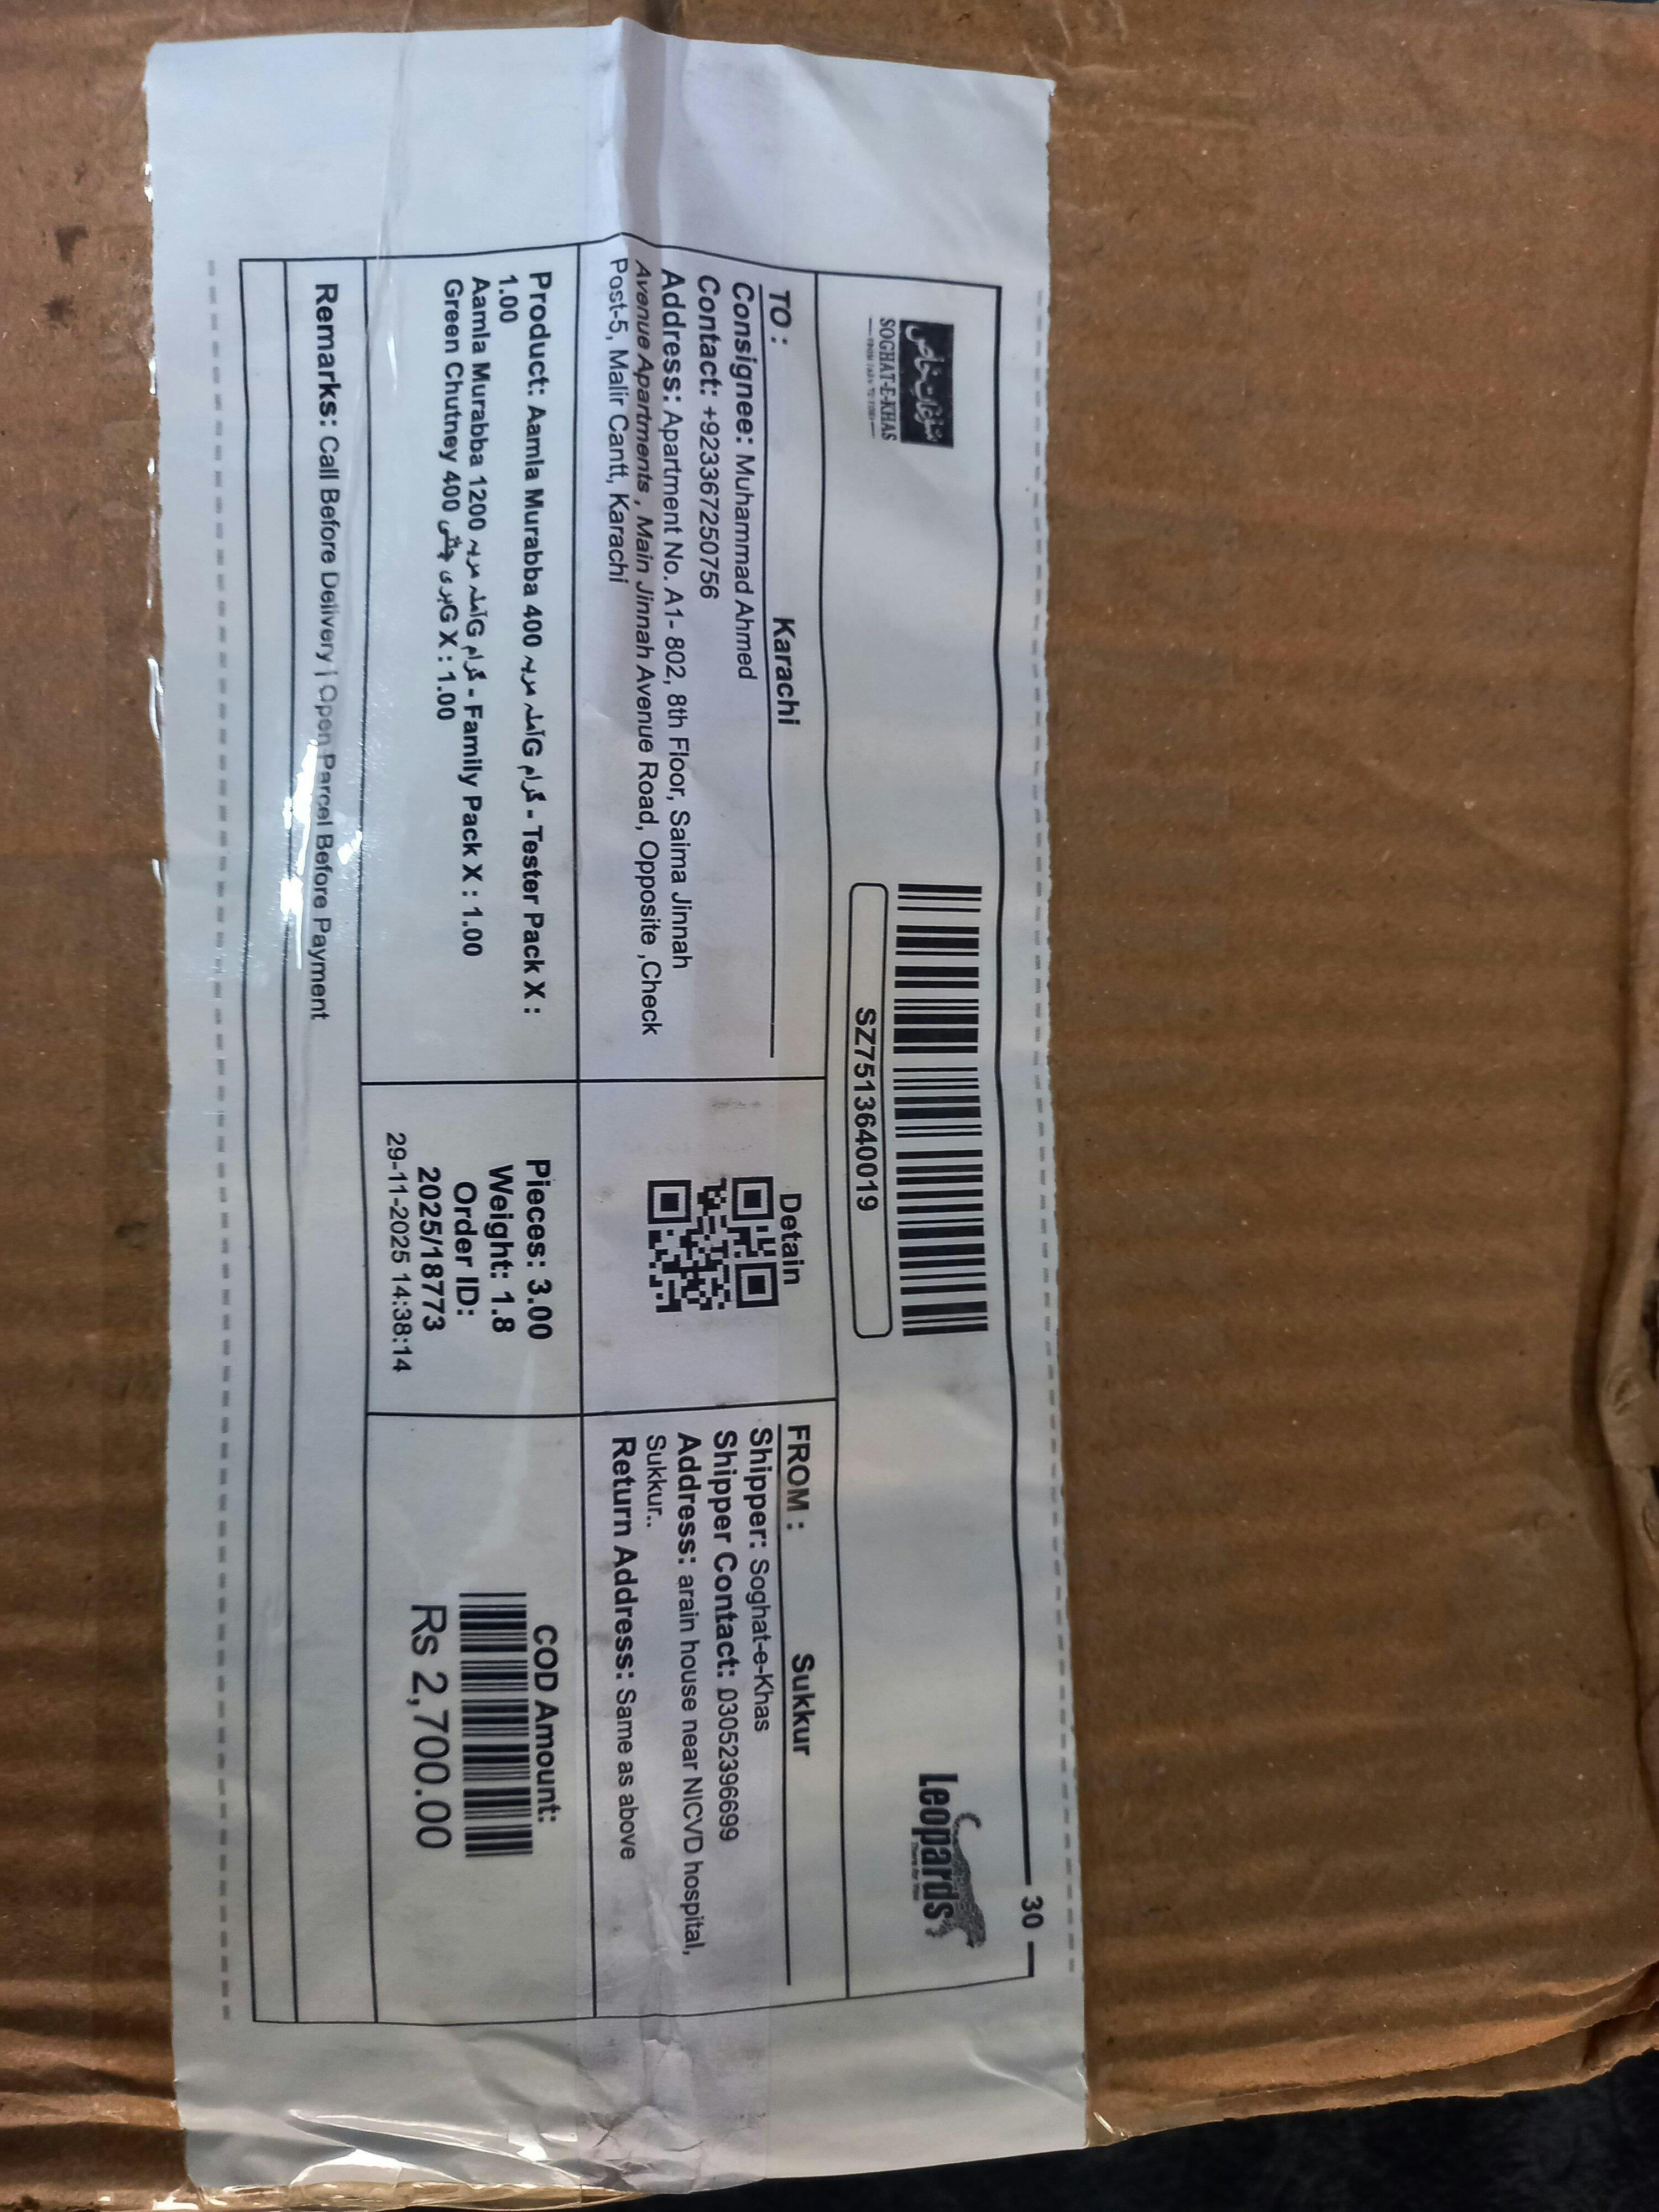 30
سوغاتِ خاص
SOGHAT-E-KHAS
SZ7513640019
Leopards
TO : Karachi
Consignee: Muhammad Ahmed
Contact: +923367250756
Address: Apartment No. A1- 802, 8th Floor, Saima Jinnah
Avenue Apartments , Main Jinnah Avenue Road, Opposite ,Check
Post-5, Malir Cantt, Karachi
Detain
FROM : Sukkur
Shipper: Soghat-e-Khas
Shipper Contact: 03052396699
Address: arain house near NICVD hospital,
Sukkur..
Return Address: Same as above
Product: Aamla Murabba 400 آملہ مربہ G گرام - Tester Pack X :
1.00
Aamla Murabba 1200 آملہ مربہ G گرام - Family Pack X : 1.00
Green Chutney 400 ہری چٹنی G X : 1.00
Pieces: 3.00
Weight: 1.8
Order ID:
2025/18773
29-11-2025 14:38:14
COD Amount:
Rs 2,700.00
Remarks: Call Before Delivery | Open Parcel Before Payment